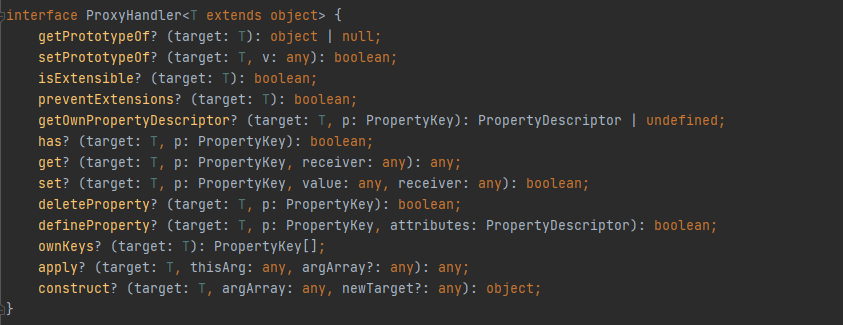 interface ProxyHandler<T extends object> {
    getPrototypeOf? (target: T): object | null;
    setPrototypeOf? (target: T, v: any): boolean;
    isExtensible? (target: T): boolean;
    preventExtensions? (target: T): boolean;
    getOwnPropertyDescriptor? (target: T, p: PropertyKey): PropertyDescriptor | undefined;
    has? (target: T, p: PropertyKey): boolean;
    get? (target: T, p: PropertyKey, receiver: any): any;
    set? (target: T, p: PropertyKey, value: any, receiver: any): boolean;
    deleteProperty? (target: T, p: PropertyKey): boolean;
    defineProperty? (target: T, p: PropertyKey, attributes: PropertyDescriptor): boolean;
    ownKeys? (target: T): PropertyKey[];
    apply? (target: T, thisArg: any, argArray?: any): any;
    construct? (target: T, argArray: any, newTarget?: any): object;
}